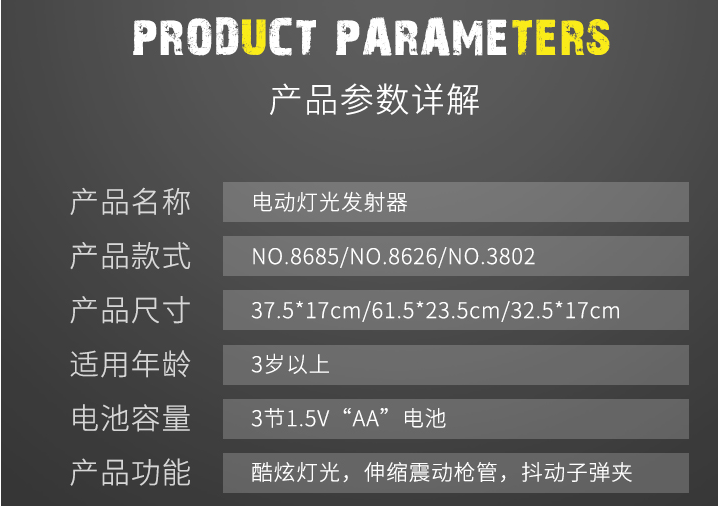 PRODUCT PARAMETERS
产品参数详解
产品名称 电动灯光发射器
产品款式 NO.8685/NO.8626/NO.3802
产品尺寸 37.5*17cm/61.5*23.5cm/32.5*17cm
适用年龄 3岁以上
电池容量 3节1.5V“AA”电池
产品功能 酷炫灯光，伸缩震动枪管，抖动子弹夹